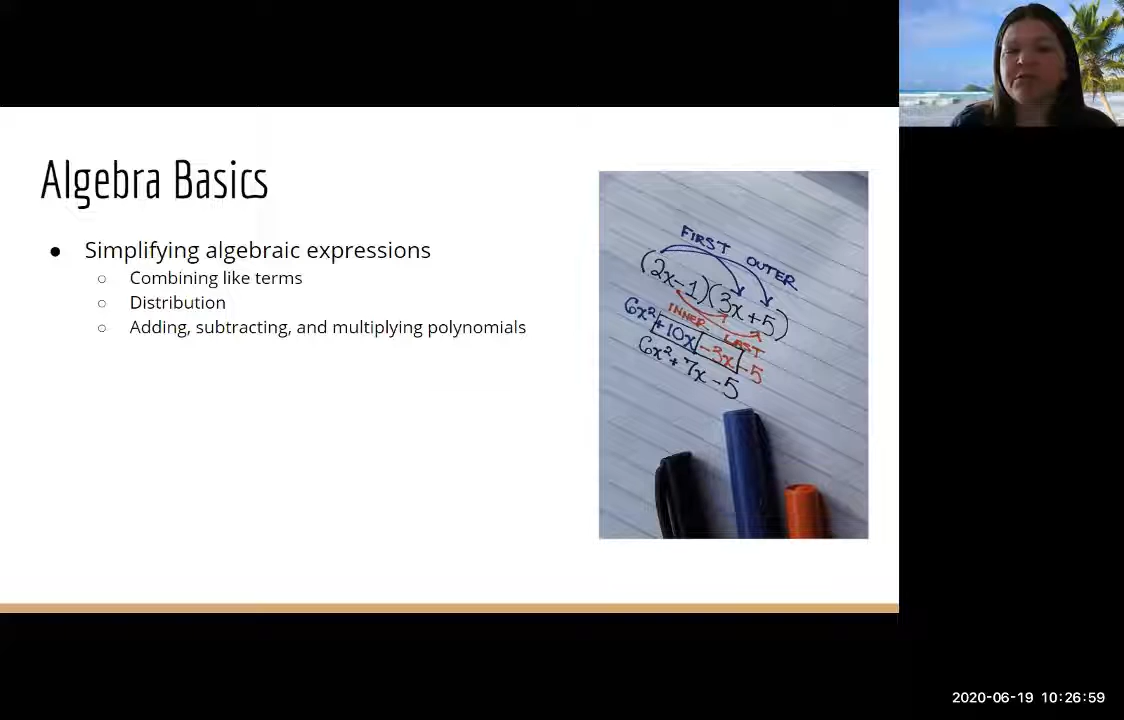 Algebra Basics
● Simplifying algebraic expressions
○ Combining like terms
○ Distribution
○ Adding, subtracting, and multiplying polynomials
FIRST OUTER
(2x-1)(3x+5)
INNER LAST
6x²+10x-3x-5
6x²+7x-5
2020-06-19 10:26:59